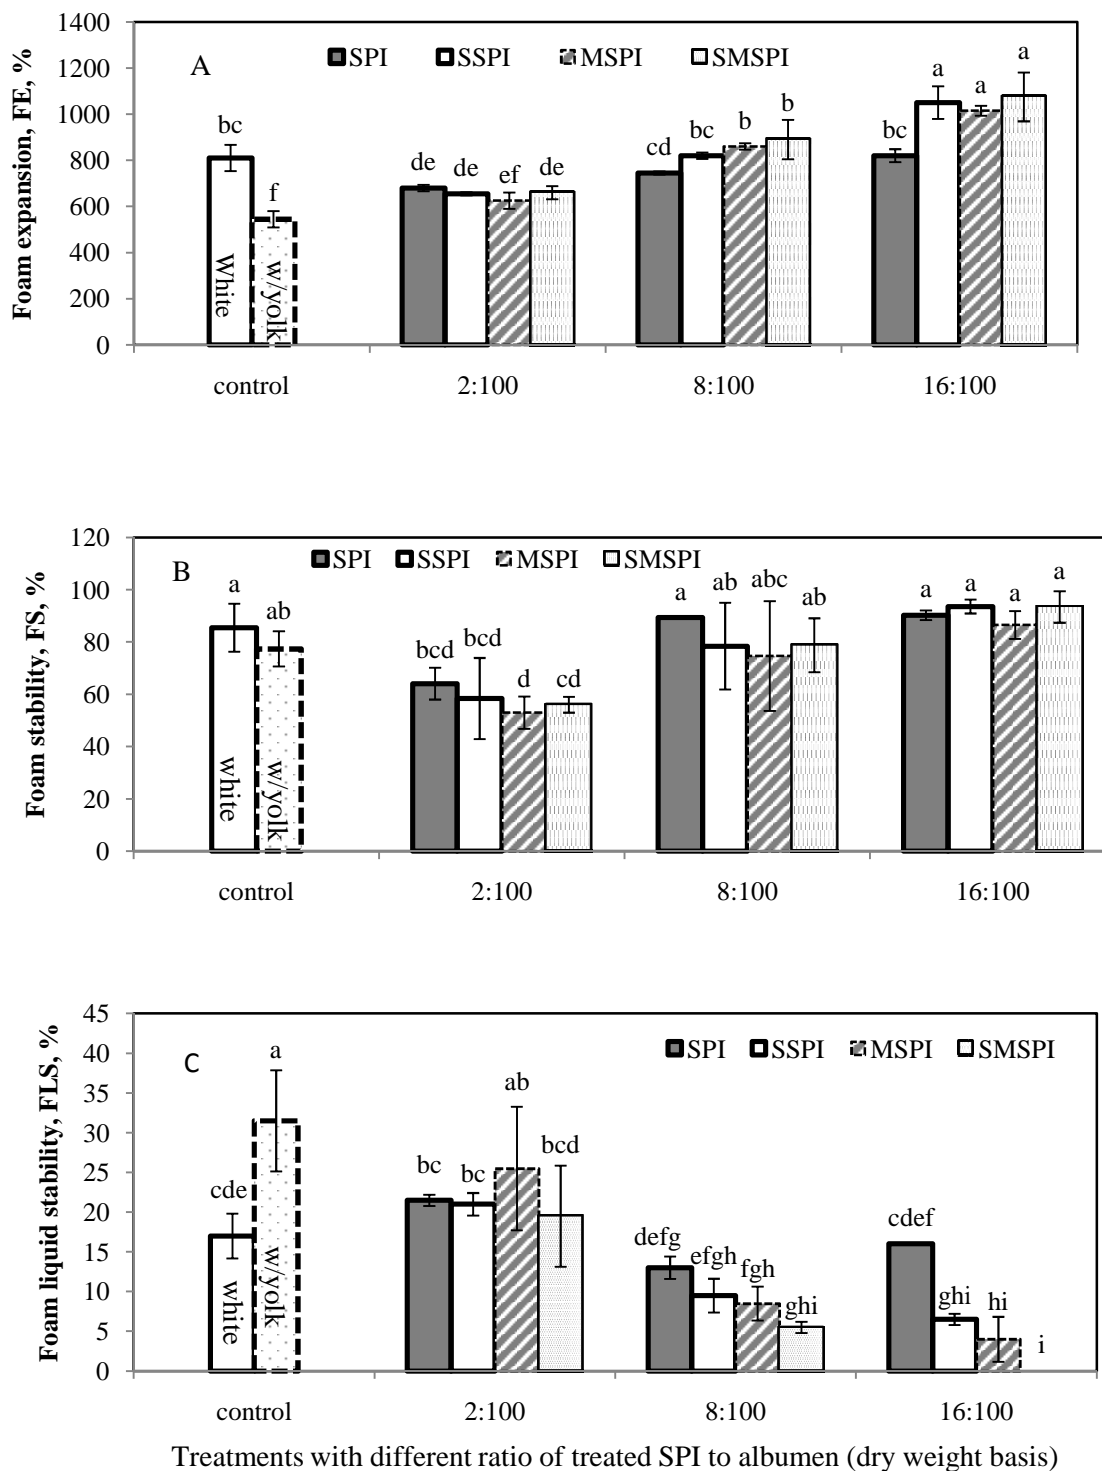 Foam expansion, FE, %
1400
1200
1000
800
600
400
200
0
A
SPI SSPI MSPI SMSPI
bc f de de ef de cd bc b b bc a a a
White w/yolk
control 2:100 8:100 16:100
Foam stability, FS, %
120
100
80
60
40
20
0
B
SPI SSPI MSPI SMSPI
a ab bcd bcd d cd a ab abc ab a a a a
white w/yolk
control 2:100 8:100 16:100
Foam liquid stability, FLS, %
45
40
35
30
25
20
15
10
5
0
C
SPI SSPI MSPI SMSPI
cde a bc bc ab bcd defg efgh fgh ghi cdef ghi hi i
white w/yolk
control 2:100 8:100 16:100
Treatments with different ratio of treated SPI to albumen (dry weight basis)